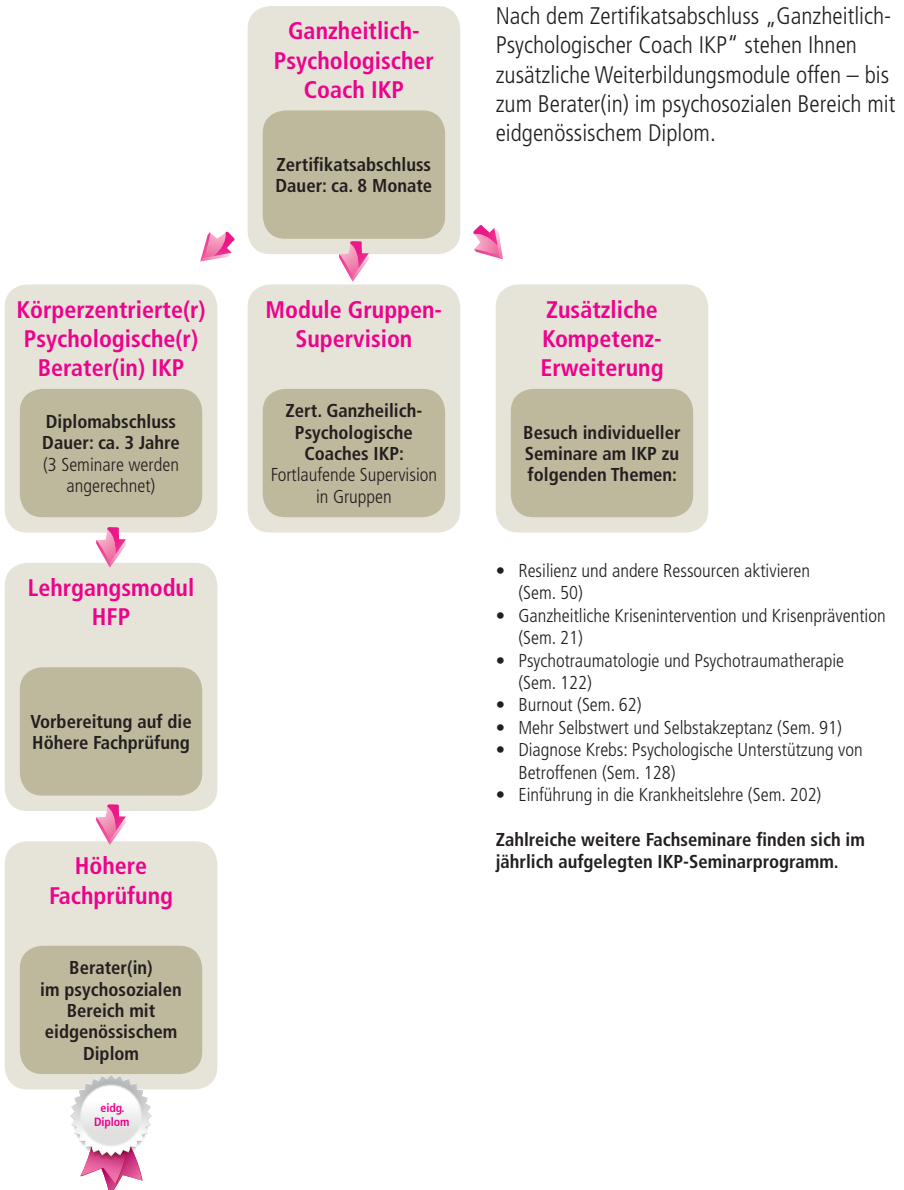 Ganzheitlich-
Psychologischer
Coach IKP
Zertifikatsabschluss
Dauer: ca. 8 Monate
Nach dem Zertifikatsabschluss „Ganzheitlich-
Psychologischer Coach IKP“ stehen Ihnen
zusätzliche Weiterbildungsmodule offen – bis
zum Berater(in) im psychosozialen Bereich mit
eidgenössischem Diplom.
Körperzentrierte(r)
Psychologische(r)
Berater(in) IKP
Diplomabschluss
Dauer: ca. 3 Jahre
(3 Seminare werden
angerechnet)
Module Gruppen-
Supervision
Zert. Ganzheilich-
Psychologische
Coaches IKP:
Fortlaufende Supervision
in Gruppen
Zusätzliche
Kompetenz-
Erweiterung
Besuch individueller
Seminare am IKP zu
folgenden Themen:
Lehrgangsmodul
HFP
Vorbereitung auf die
Höhere Fachprüfung
Höhere
Fachprüfung
Berater(in)
im psychosozialen
Bereich mit
eidgenössischem
Diplom
eidg.
Diplom
• Resilienz und andere Ressourcen aktivieren
(Sem. 50)
• Ganzheitliche Krisenintervention und Krisenprävention
(Sem. 21)
• Psychotraumatologie und Psychotraumatherapie
(Sem. 122)
• Burnout (Sem. 62)
• Mehr Selbstwert und Selbstakzeptanz (Sem. 91)
• Diagnose Krebs: Psychologische Unterstützung von
Betroffenen (Sem. 128)
• Einführung in die Krankheitslehre (Sem. 202)
Zahlreiche weitere Fachseminare finden sich im
jährlich aufgelegten IKP-Seminarprogramm.